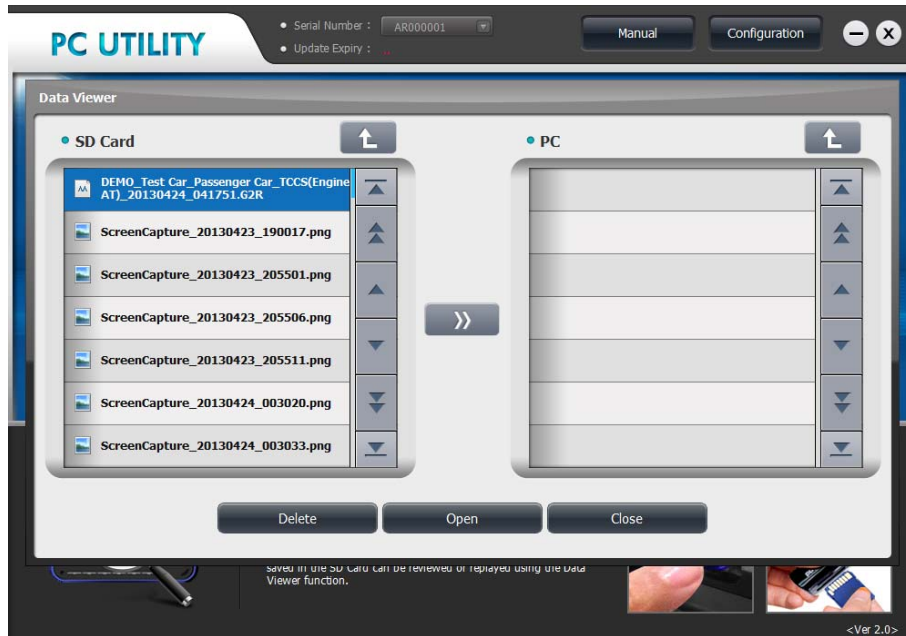 PC UTILITY
Serial Number :
AR000001
Update Expiry : ..
Manual
Configuration
Data Viewer
SD Card
PC
DEMO_Test Car_Passenger Car_TCCS(Engine
AT)_20130424_041751.G2R
ScreenCapture_20130423_190017.png
ScreenCapture_20130423_205501.png
ScreenCapture_20130423_205506.png
ScreenCapture_20130423_205511.png
ScreenCapture_20130424_003020.png
ScreenCapture_20130424_003033.png
Delete
Open
Close
saved in the SD Card can be reviewed or replayed using the Data
Viewer function.
<Ver 2.0>